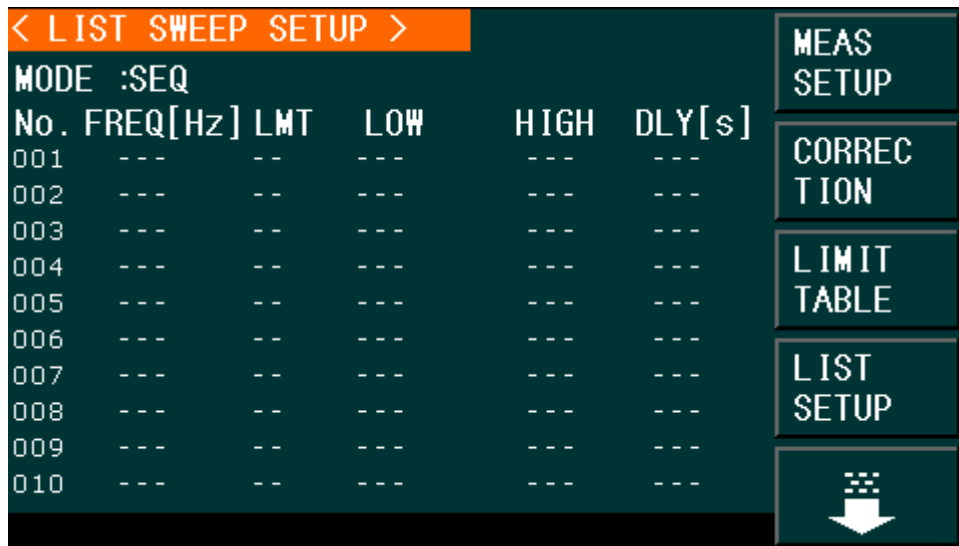 < LIST SWEEP SETUP >
MODE :SEQ
No. FREQ[Hz] LMT LOW HIGH DLY[s]
001 --- -- --- --- ---
002 --- -- --- --- ---
003 --- -- --- --- ---
004 --- -- --- --- ---
005 --- -- --- --- ---
006 --- -- --- --- ---
007 --- -- --- --- ---
008 --- -- --- --- ---
009 --- -- --- --- ---
010 --- -- --- --- ---
MEAS
SETUP
CORREC
TION
LIMIT
TABLE
LIST
SETUP